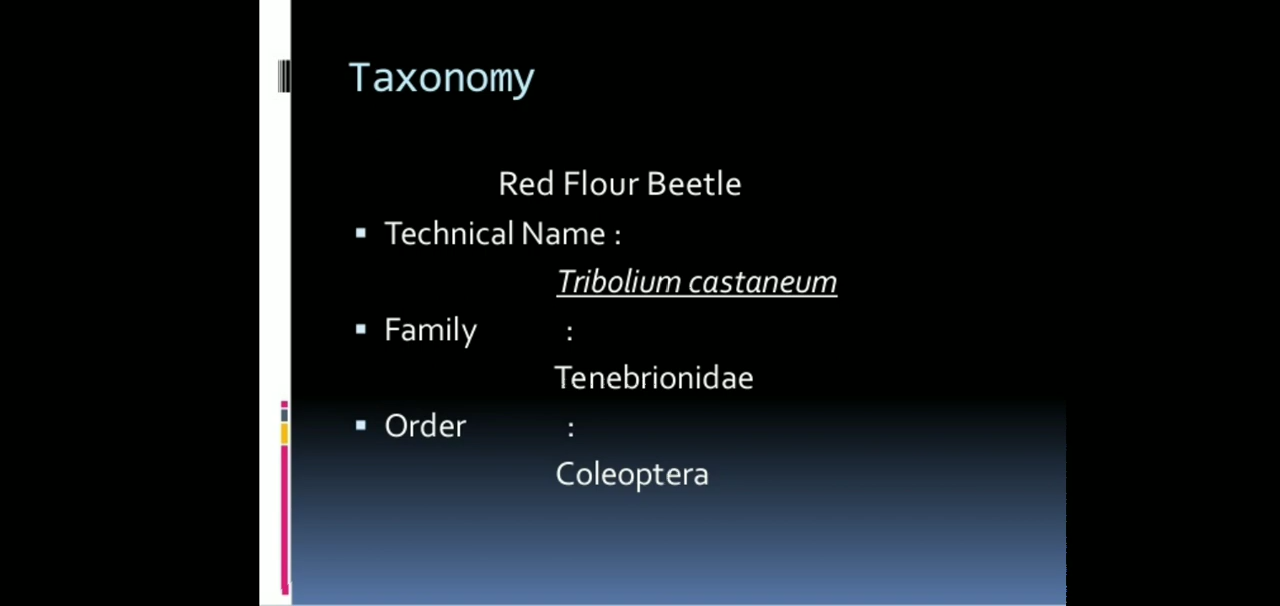 Taxonomy
Red Flour Beetle
▪ Technical Name :
Tribolium castaneum
▪ Family :
Tenebrionidae
▪ Order :
Coleoptera